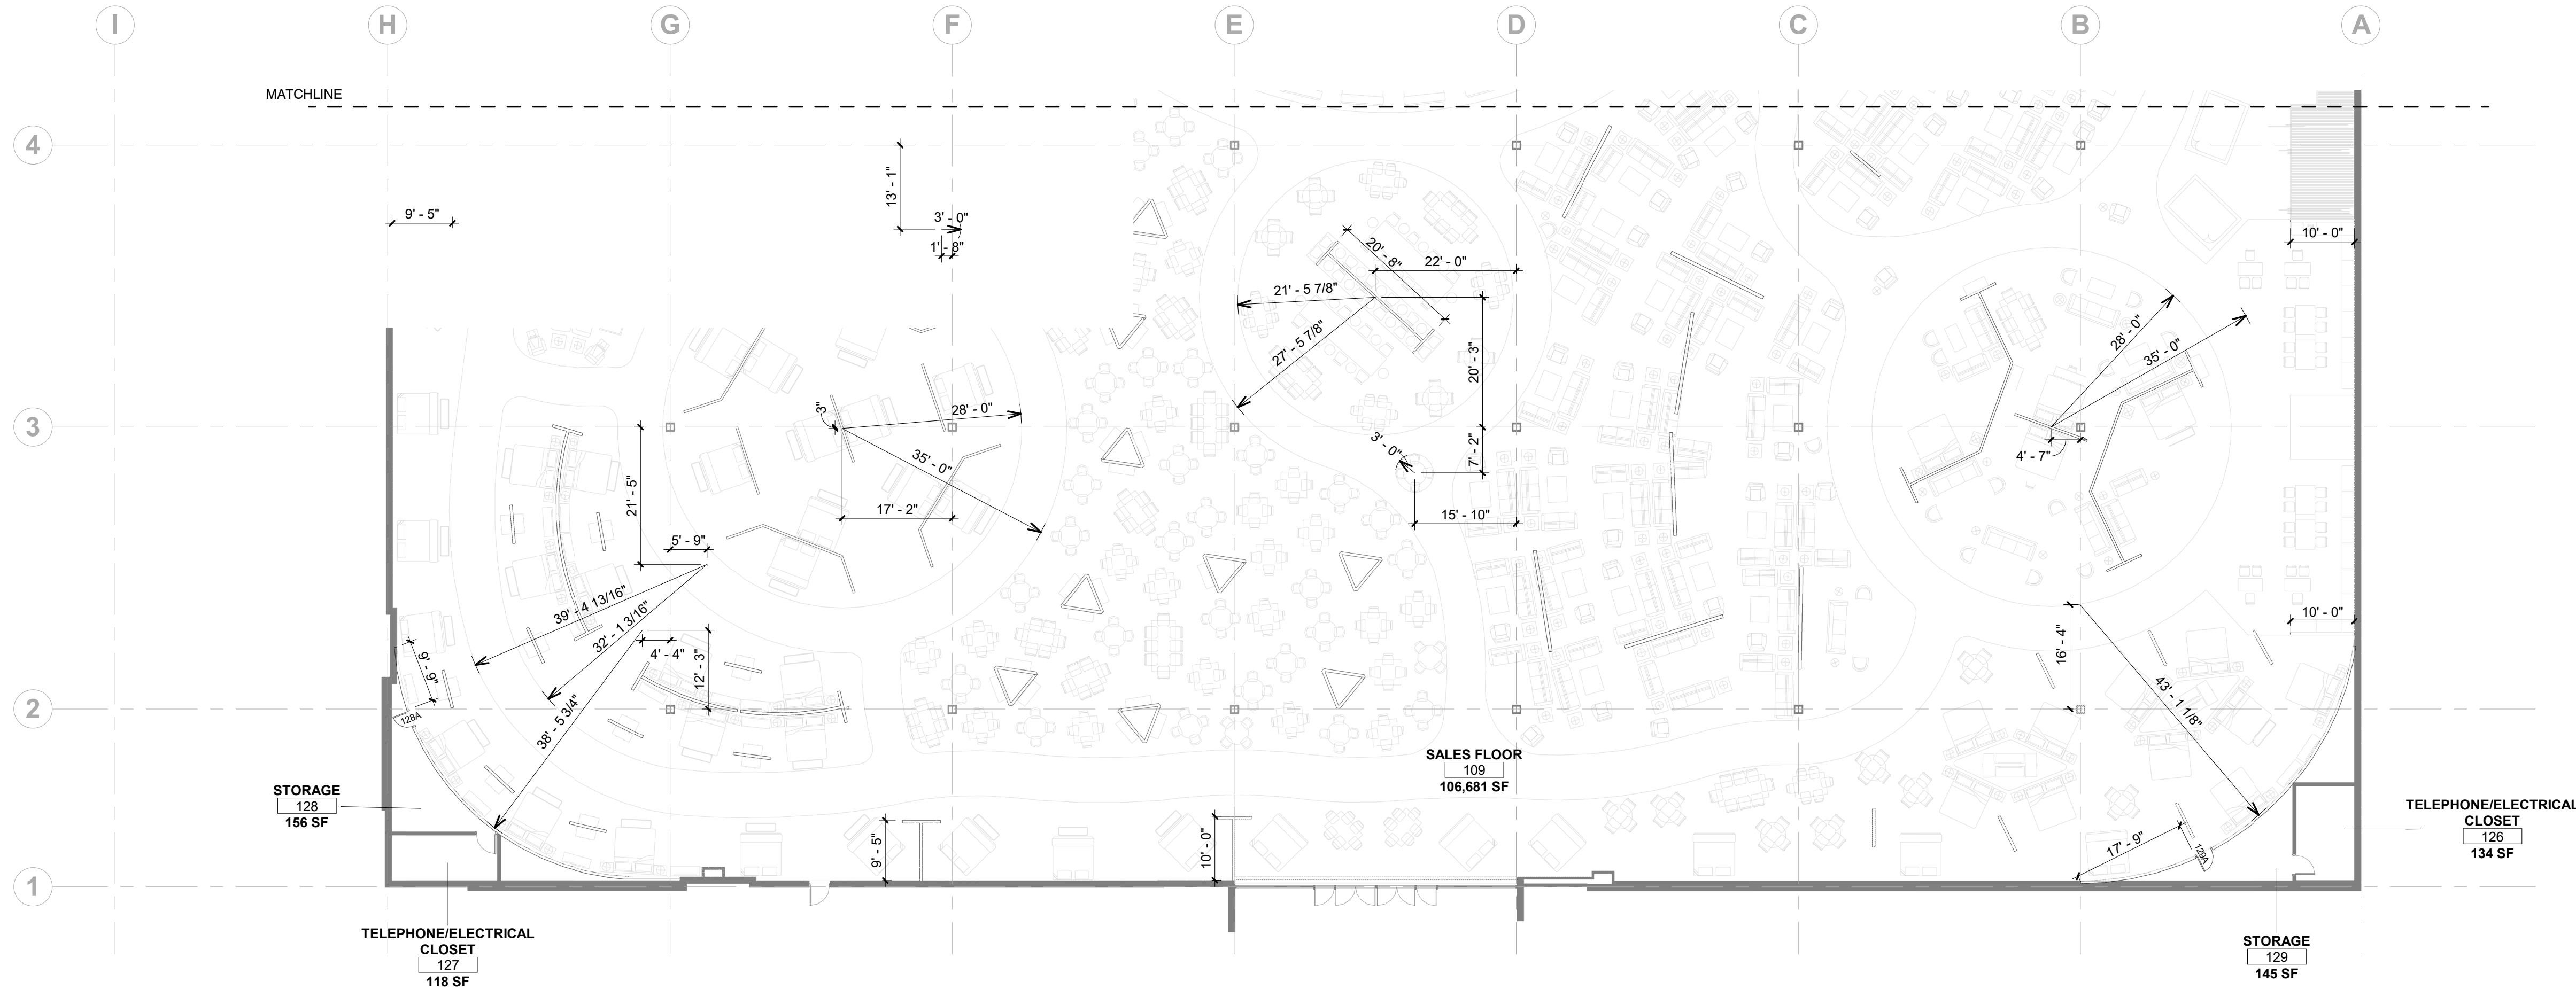 I
H
G
F
E
D
C
B
A
MATCHLINE
4
13' - 1"
9' - 5"
3' - 0"
1' - 8"
20' - 8"
22' - 0"
10' - 0"
21' - 5 7/8"
27' - 5 7/8"
20' - 3"
28' - 0"
35' - 0"
3
3"
28' - 0"
35' - 0"
3' - 0"
7' - 2"
4' - 7"
21' - 5"
17' - 2"
15' - 10"
5' - 9"
39' - 4 13/16"
32' - 1 3/16"
10' - 0"
16' - 4"
9' - 9"
4' - 4"
12' - 3"
43' - 1 1/8"
2
128A
38' - 5 3/4"
SALES FLOOR
109
106,681 SF
STORAGE
128
156 SF
TELEPHONE/ELECTRICAL
CLOSET
126
134 SF
9' - 5"
10' - 0"
17' - 9"
129A
1
TELEPHONE/ELECTRICAL
CLOSET
127
118 SF
STORAGE
129
145 SF